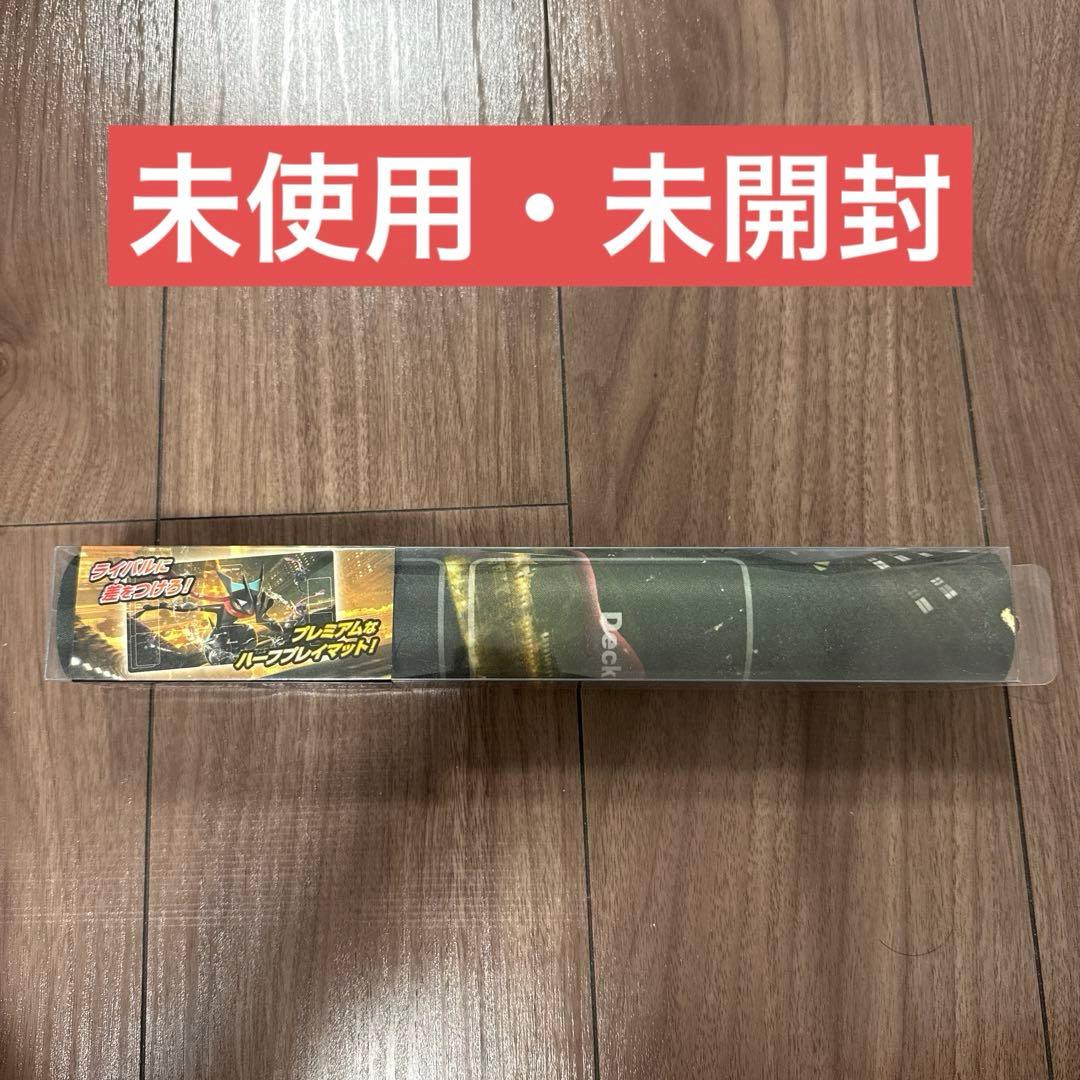 未使用・未開封
ライバルに
差をつけろ!
プレミアムな
ハーフプレイマット!
Deck